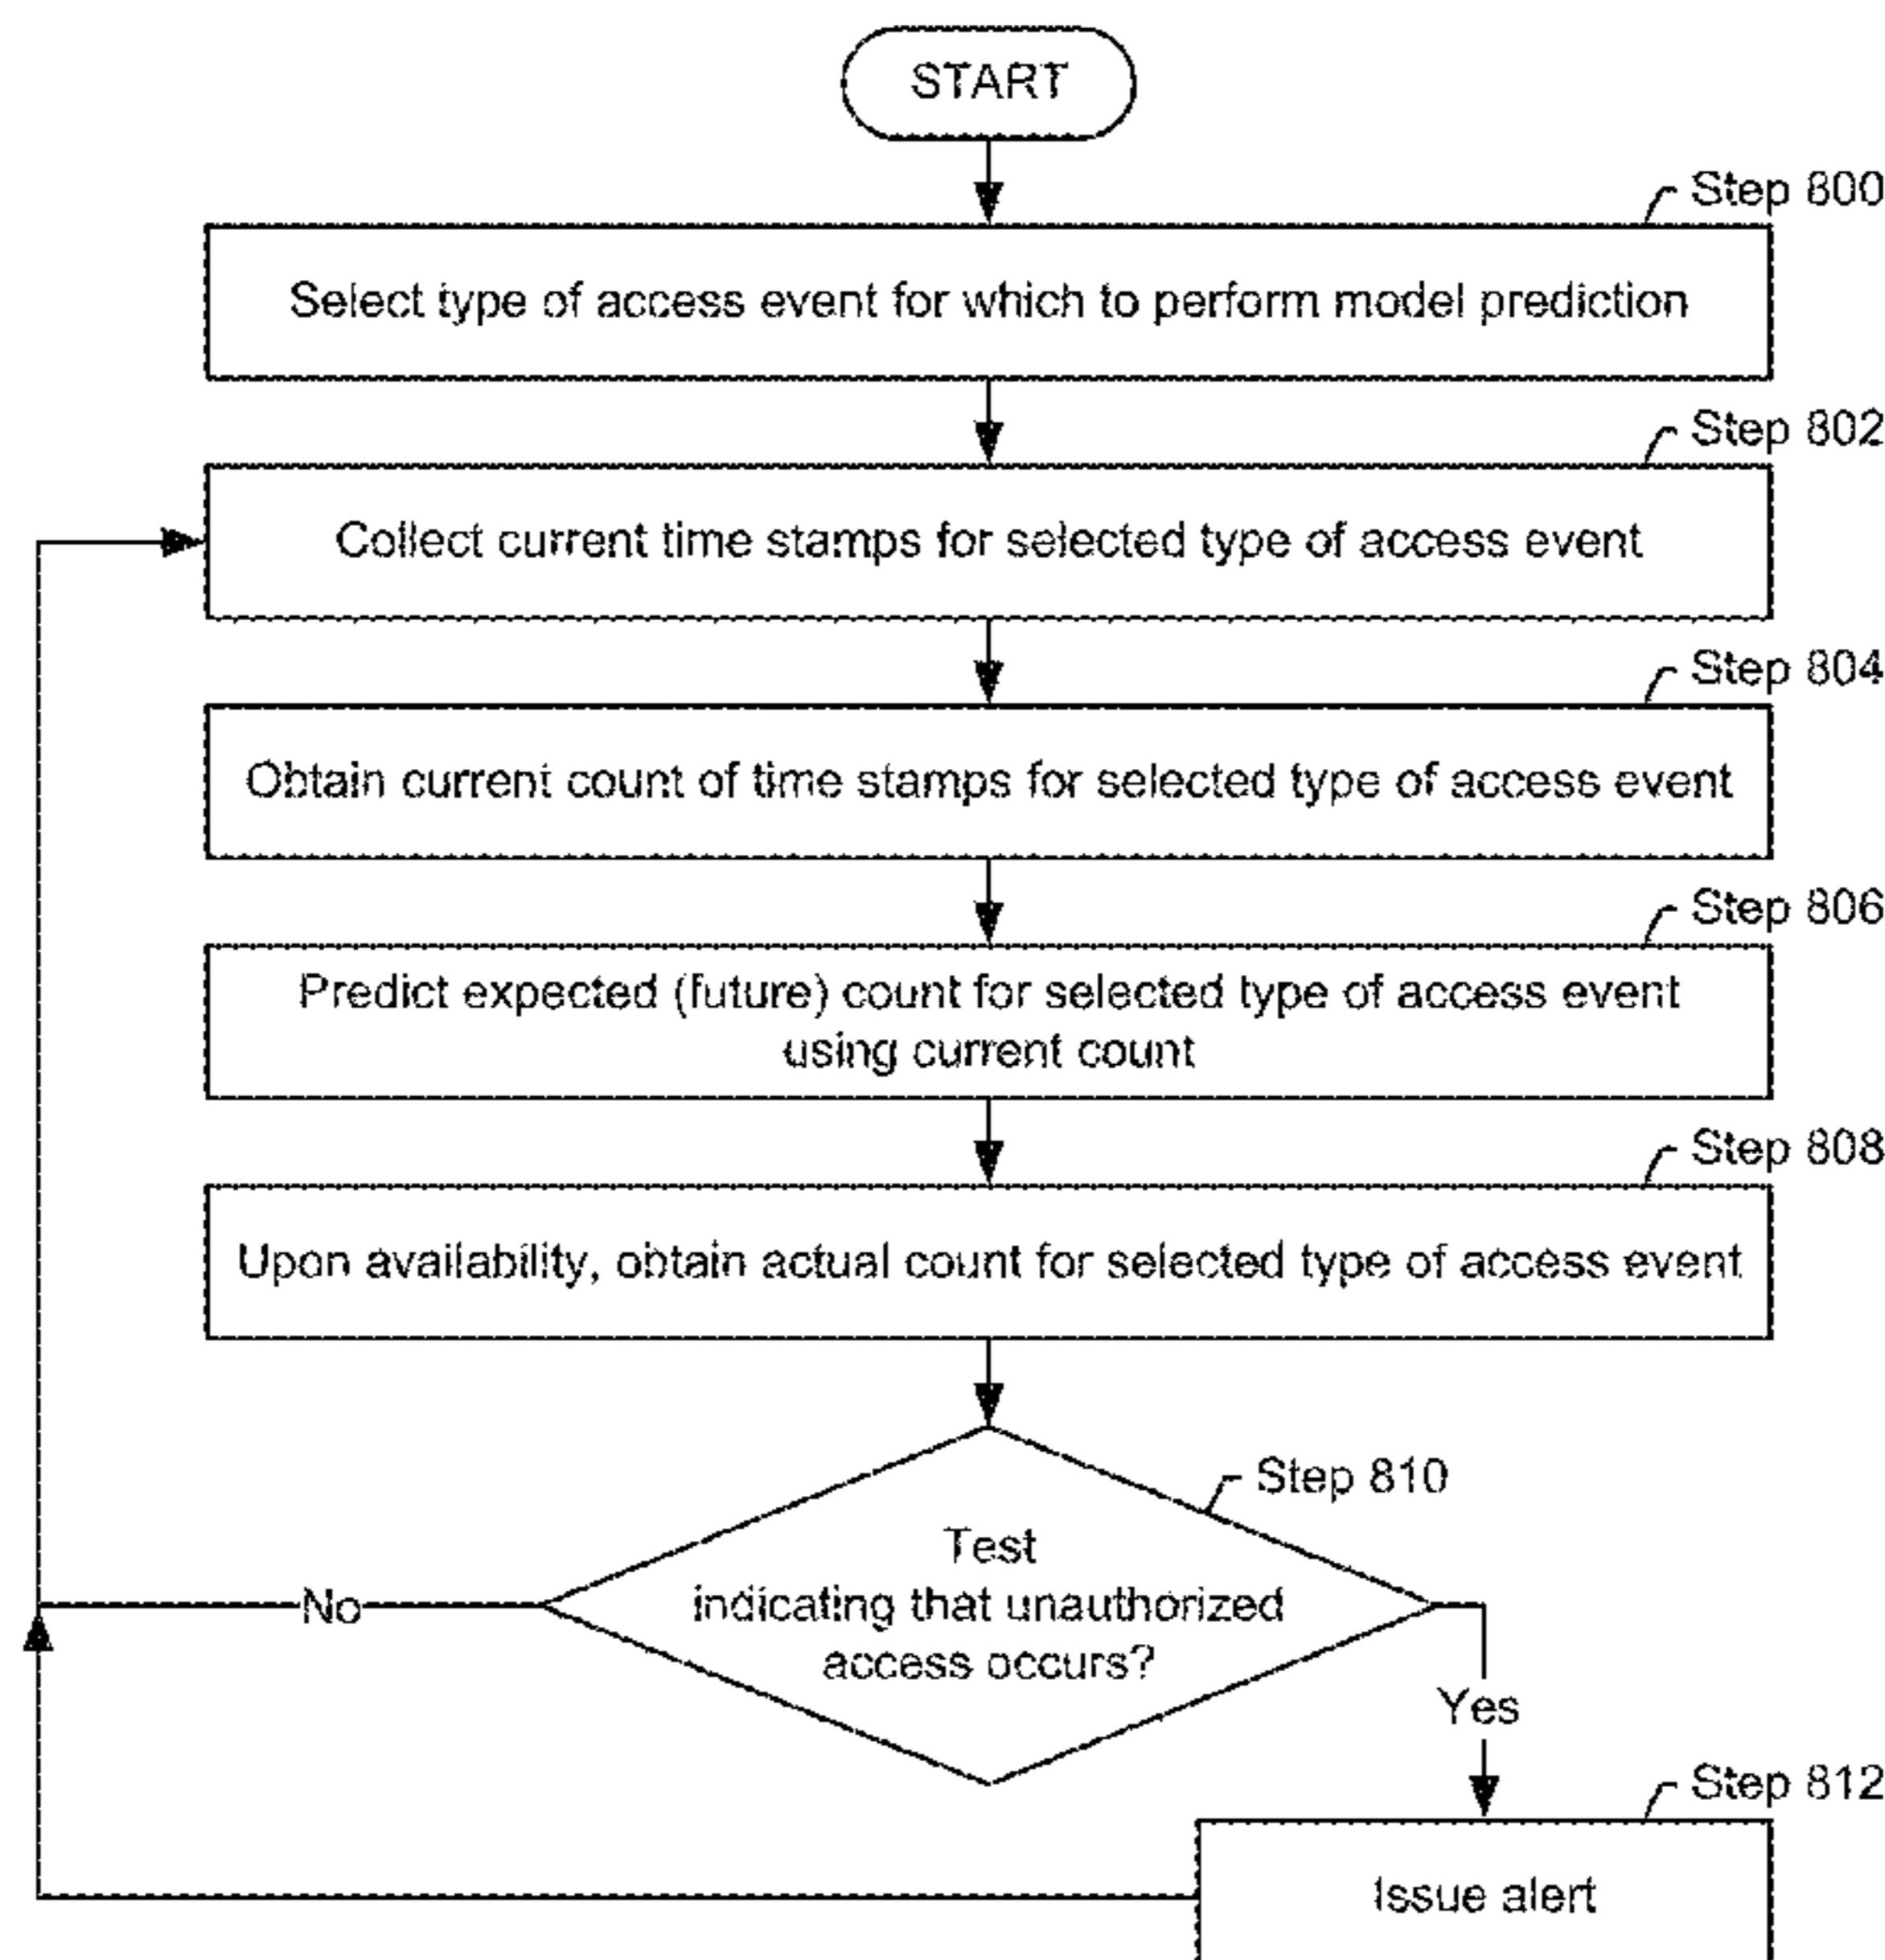 START
Step 800
Select type of access event for which to perform model prediction
Step 802
Collect current time stamps for selected type of access event
Step 804
Obtain current count of time stamps for selected type of access event
Step 806
Predict expected (future) count for selected type of access event
using current count
Step 808
Upon availability, obtain actual count for selected type of access event
Step 810
Test
indicating that unauthorized
access occurs?
No
Yes
Step 812
Issue alert